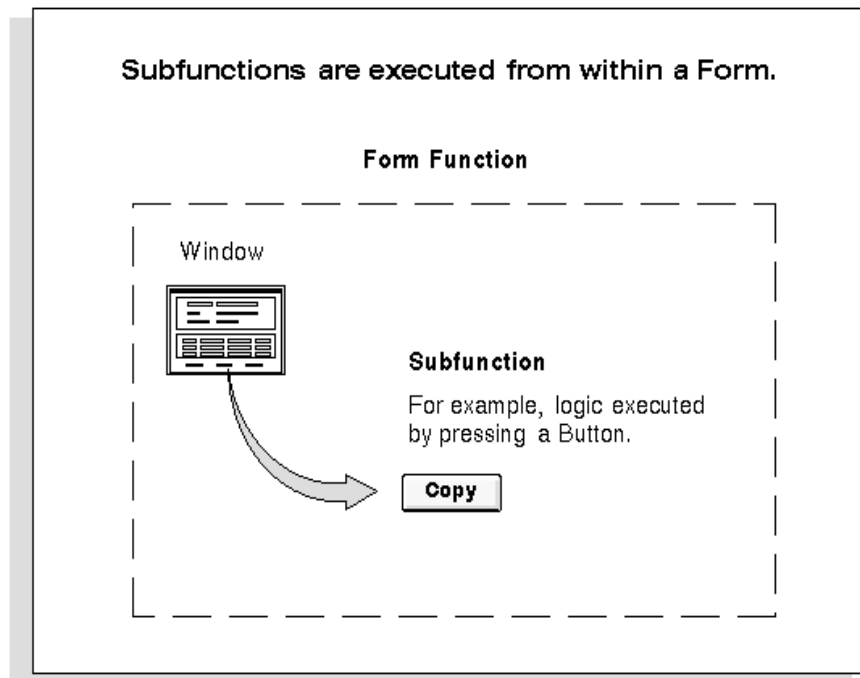 Subfunctions are executed from within a Form.
Form Function
Window
Subfunction
For example, logic executed
by pressing a Button.
Copy